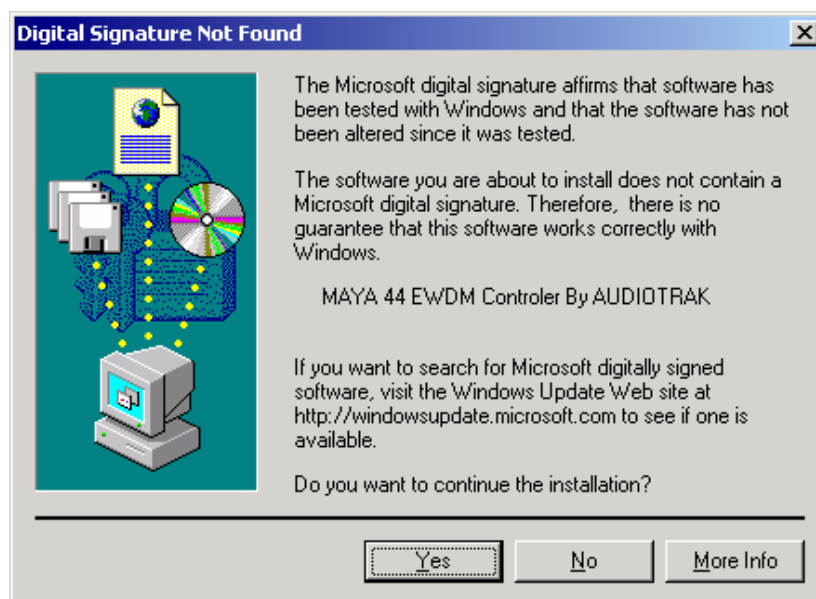 Digital Signature Not Found
The Microsoft digital signature affirms that software has
been tested with Windows and that the software has not
been altered since it was tested.
The software you are about to install does not contain a
Microsoft digital signature. Therefore,  there is no
guarantee that this software works correctly with
Windows.
MAYA 44 EWDM Controler By AUDIOTRAK
If you want to search for Microsoft digitally signed
software, visit the Windows Update Web site at
http://windowsupdate.microsoft.com to see if one is
available.
Do you want to continue the installation?
Yes No More Info